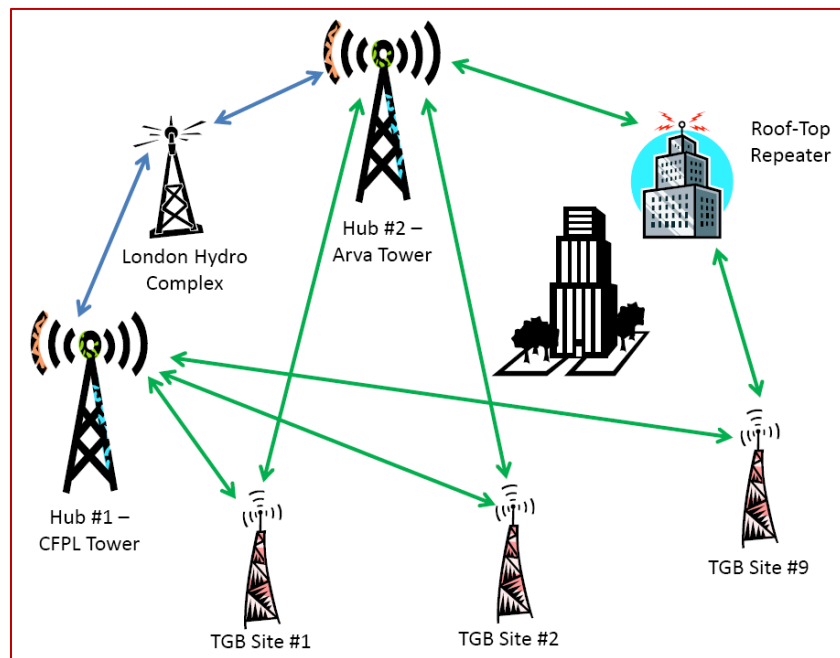 Roof-Top
Repeater
Hub #2 –
Arva Tower
London Hydro
Complex
Hub #1 –
CFPL Tower
TGB Site #1
TGB Site #2
TGB Site #9